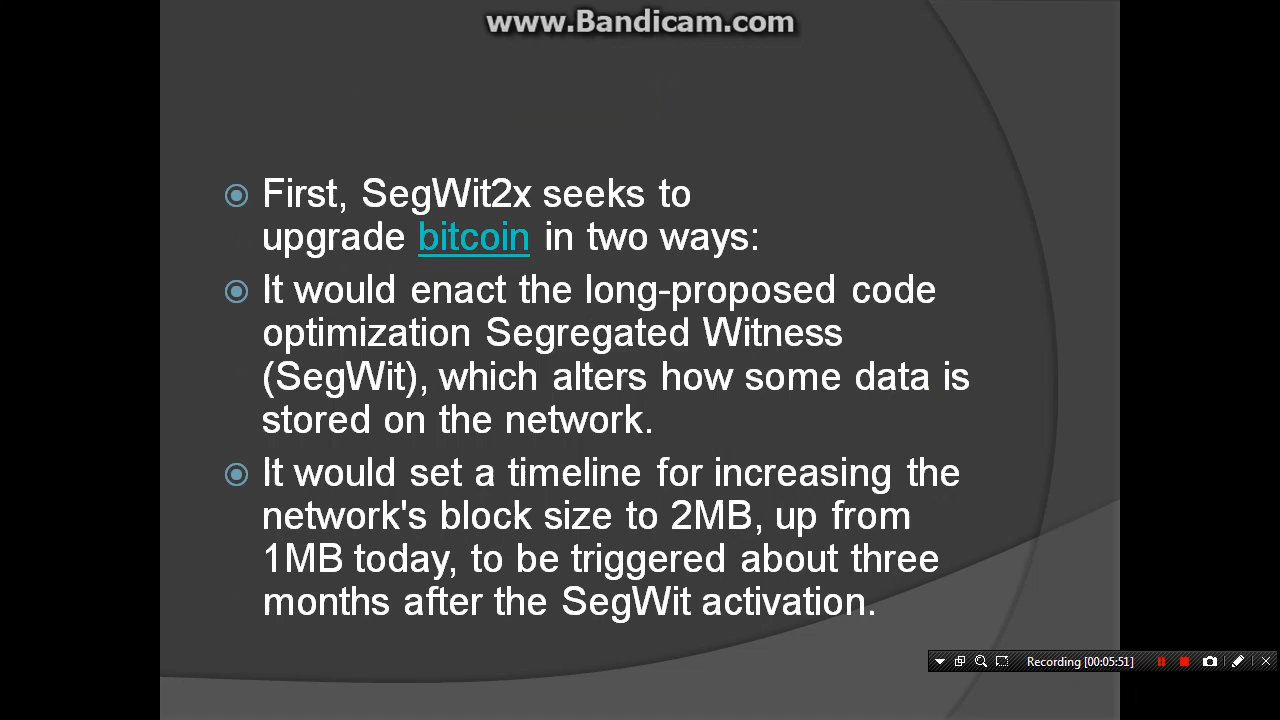 www.Bandicam.com
First, SegWit2x seeks to
upgrade bitcoin in two ways:
It would enact the long-proposed code
optimization Segregated Witness
(SegWit), which alters how some data is
stored on the network.
It would set a timeline for increasing the
network's block size to 2MB, up from
1MB today, to be triggered about three
months after the SegWit activation.
Recording [00:05:51]